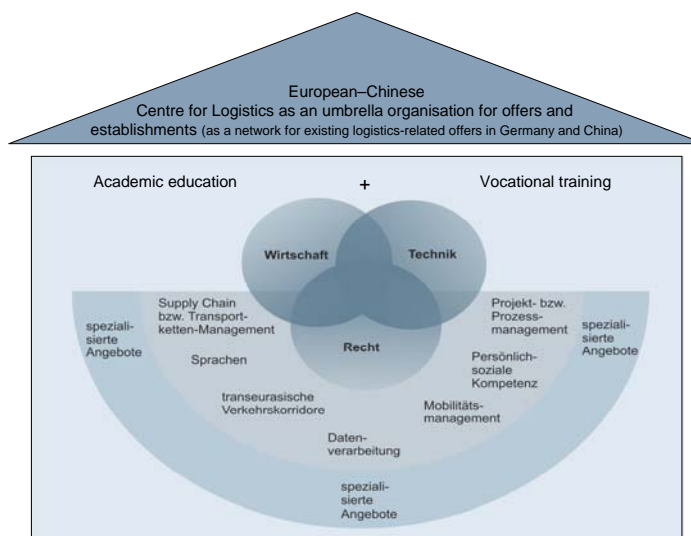 European–Chinese
Centre for Logistics as an umbrella organisation for offers and
establishments (as a network for existing logistics-related offers in Germany and China)
Academic education + Vocational training
Wirtschaft
Technik
Recht
Supply Chain
bzw. Transport-
ketten-Management
Sprachen
transeurasische
Verkehrskorridore
Daten-
verarbeitung
Mobilitäts-
management
Persönlich-
soziale
Kompetenz
Projekt- bzw.
Prozess-
management
speziali-
sierte
Angebote
speziali-
sierte
Angebote
speziali-
sierte
Angebote